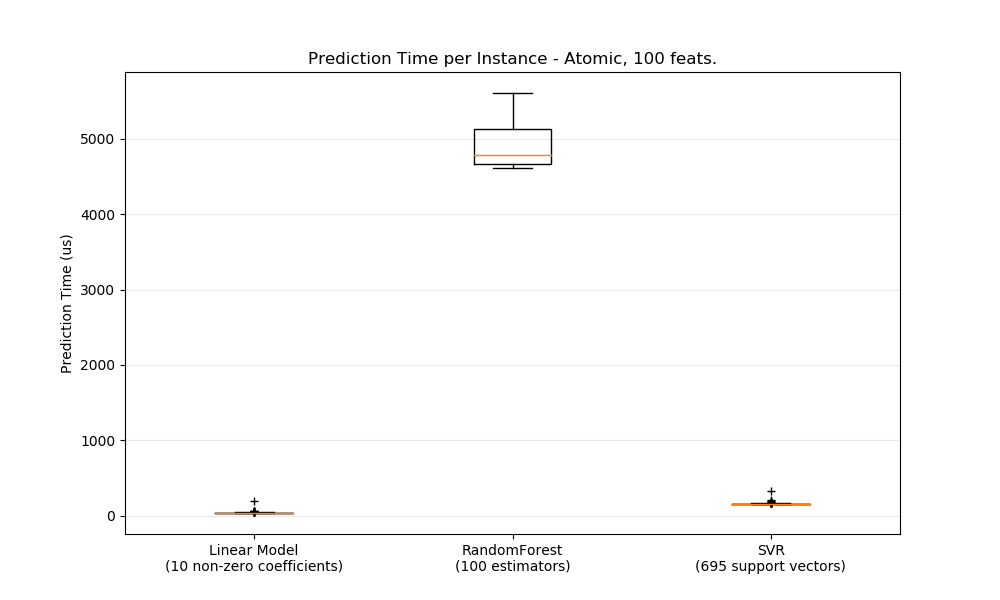 Prediction Time per Instance - Atomic, 100 feats.
Prediction Time (us)
5000
4000
3000
2000
1000
0
Linear Model
(10 non-zero coefficients)
RandomForest
(100 estimators)
SVR
(695 support vectors)